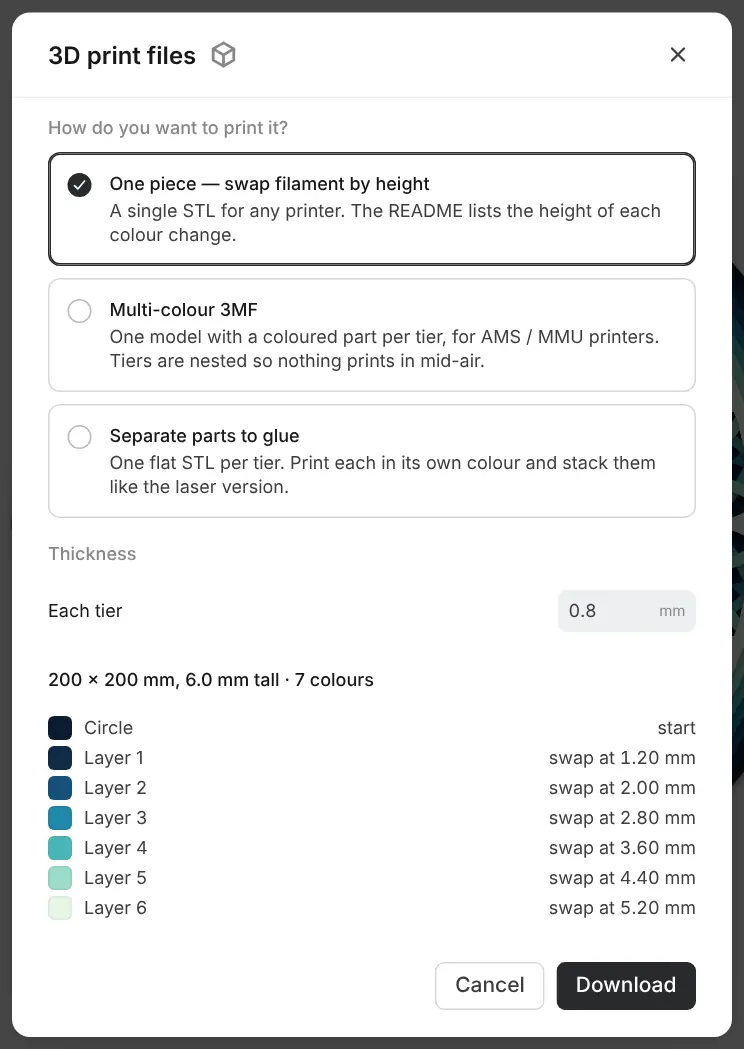 3D print files
How do you want to print it?
One piece — swap filament by height
A single STL for any printer. The README lists the height of each
colour change.
Multi-colour 3MF
One model with a coloured part per tier, for AMS / MMU printers.
Tiers are nested so nothing prints in mid-air.
Separate parts to glue
One flat STL per tier. Print each in its own colour and stack them
like the laser version.
Thickness
Each tier 0.8 mm
200 × 200 mm, 6.0 mm tall · 7 colours
Circle start
Layer 1 swap at 1.20 mm
Layer 2 swap at 2.00 mm
Layer 3 swap at 2.80 mm
Layer 4 swap at 3.60 mm
Layer 5 swap at 4.40 mm
Layer 6 swap at 5.20 mm
Cancel Download